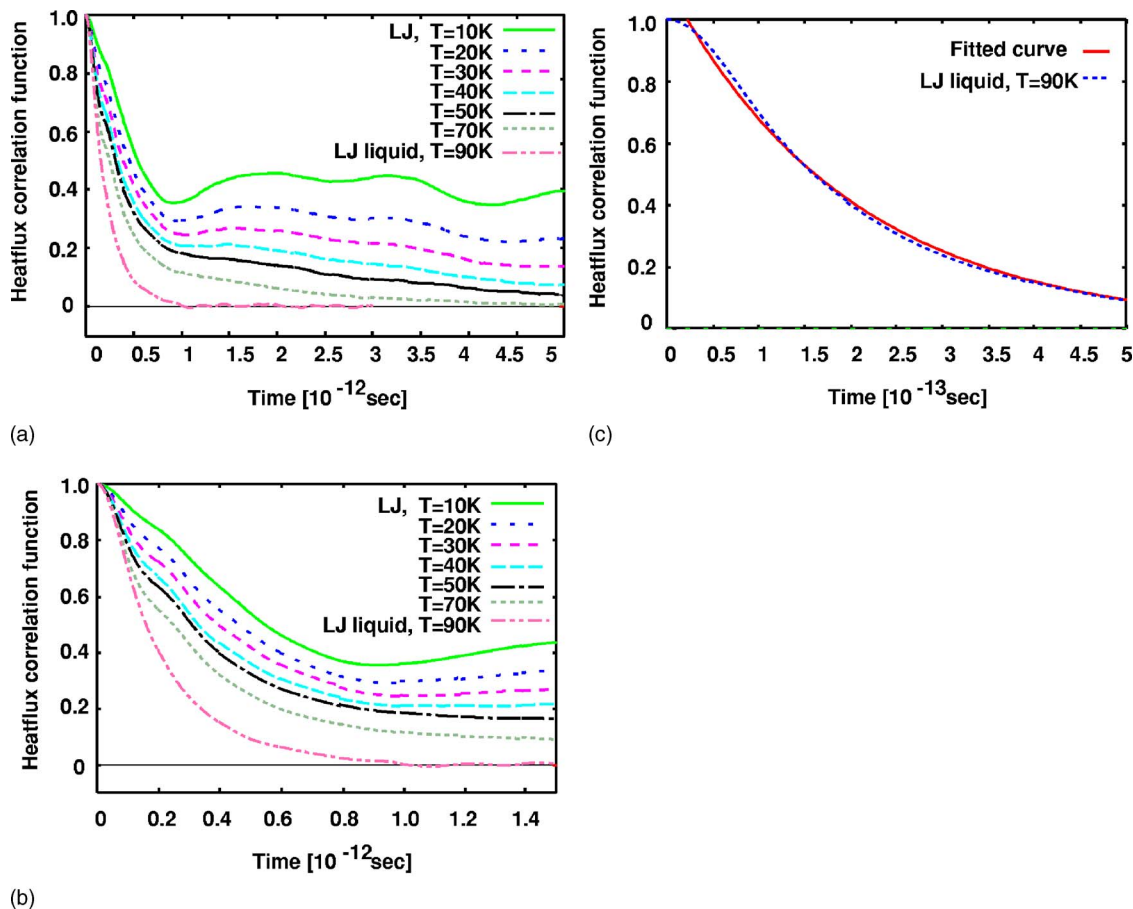 Heatflux correlation function
1.0
0.8
0.6
0.4
0.2
0
LJ, T=10K
T=20K
T=30K
T=40K
T=50K
T=70K
LJ liquid, T=90K
0 0.5 1 1.5 2 2.5 3 3.5 4 4.5 5
Time [10 -12sec]
(a)
Heatflux correlation function
1.0
0.8
0.6
0.4
0.2
0
Fitted curve
LJ liquid, T=90K
0 0.5 1 1.5 2 2.5 3 3.5 4 4.5 5
Time [10 -13sec]
(c)
Heatflux correlation function
1.0
0.8
0.6
0.4
0.2
0
LJ, T=10K
T=20K
T=30K
T=40K
T=50K
T=70K
LJ liquid, T=90K
0 0.2 0.4 0.6 0.8 1.0 1.2 1.4
Time [10 -12sec]
(b)